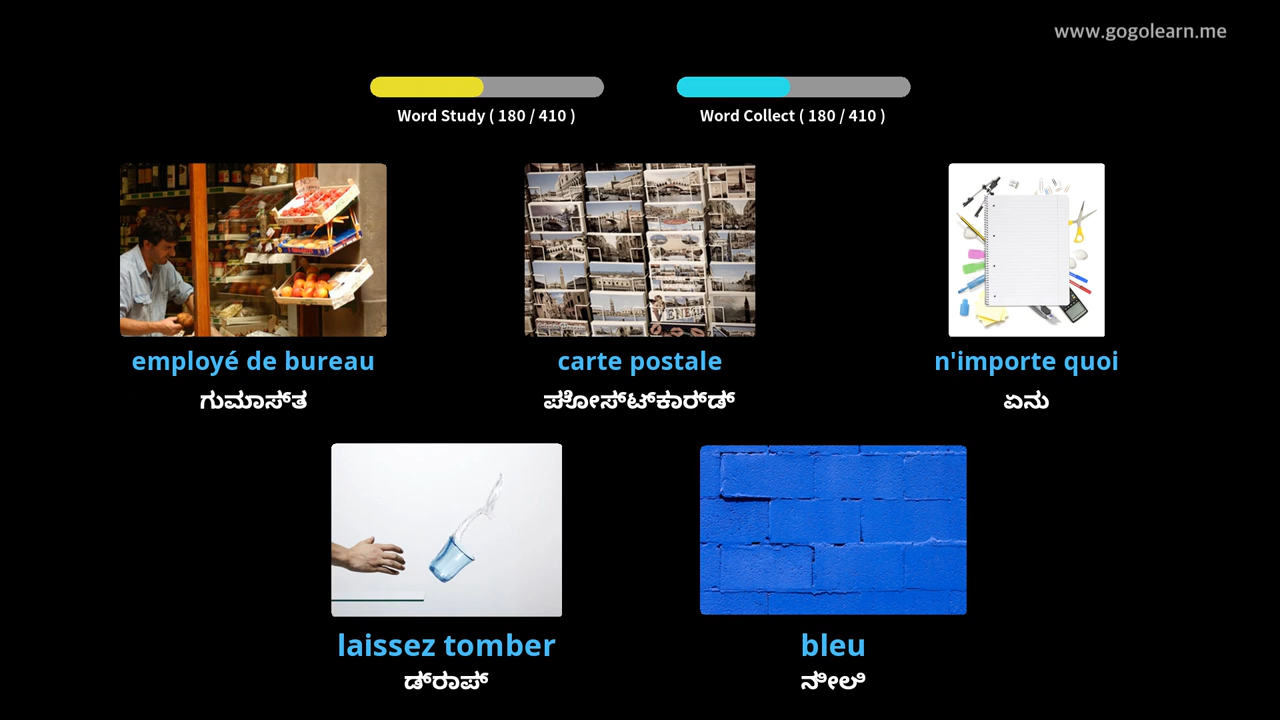 www.gogolearn.me
Word Study ( 180 / 410 )
Word Collect ( 180 / 410 )
employé de bureau
ಗುಮಾಸ್ತ
carte postale
ಪೋಸ್ಟ್‌ಕಾರ್ಡ್
n'importe quoi
ಏನು
laissez tomber
ಡ್ರಾಪ್
bleu
ನೀಲಿ